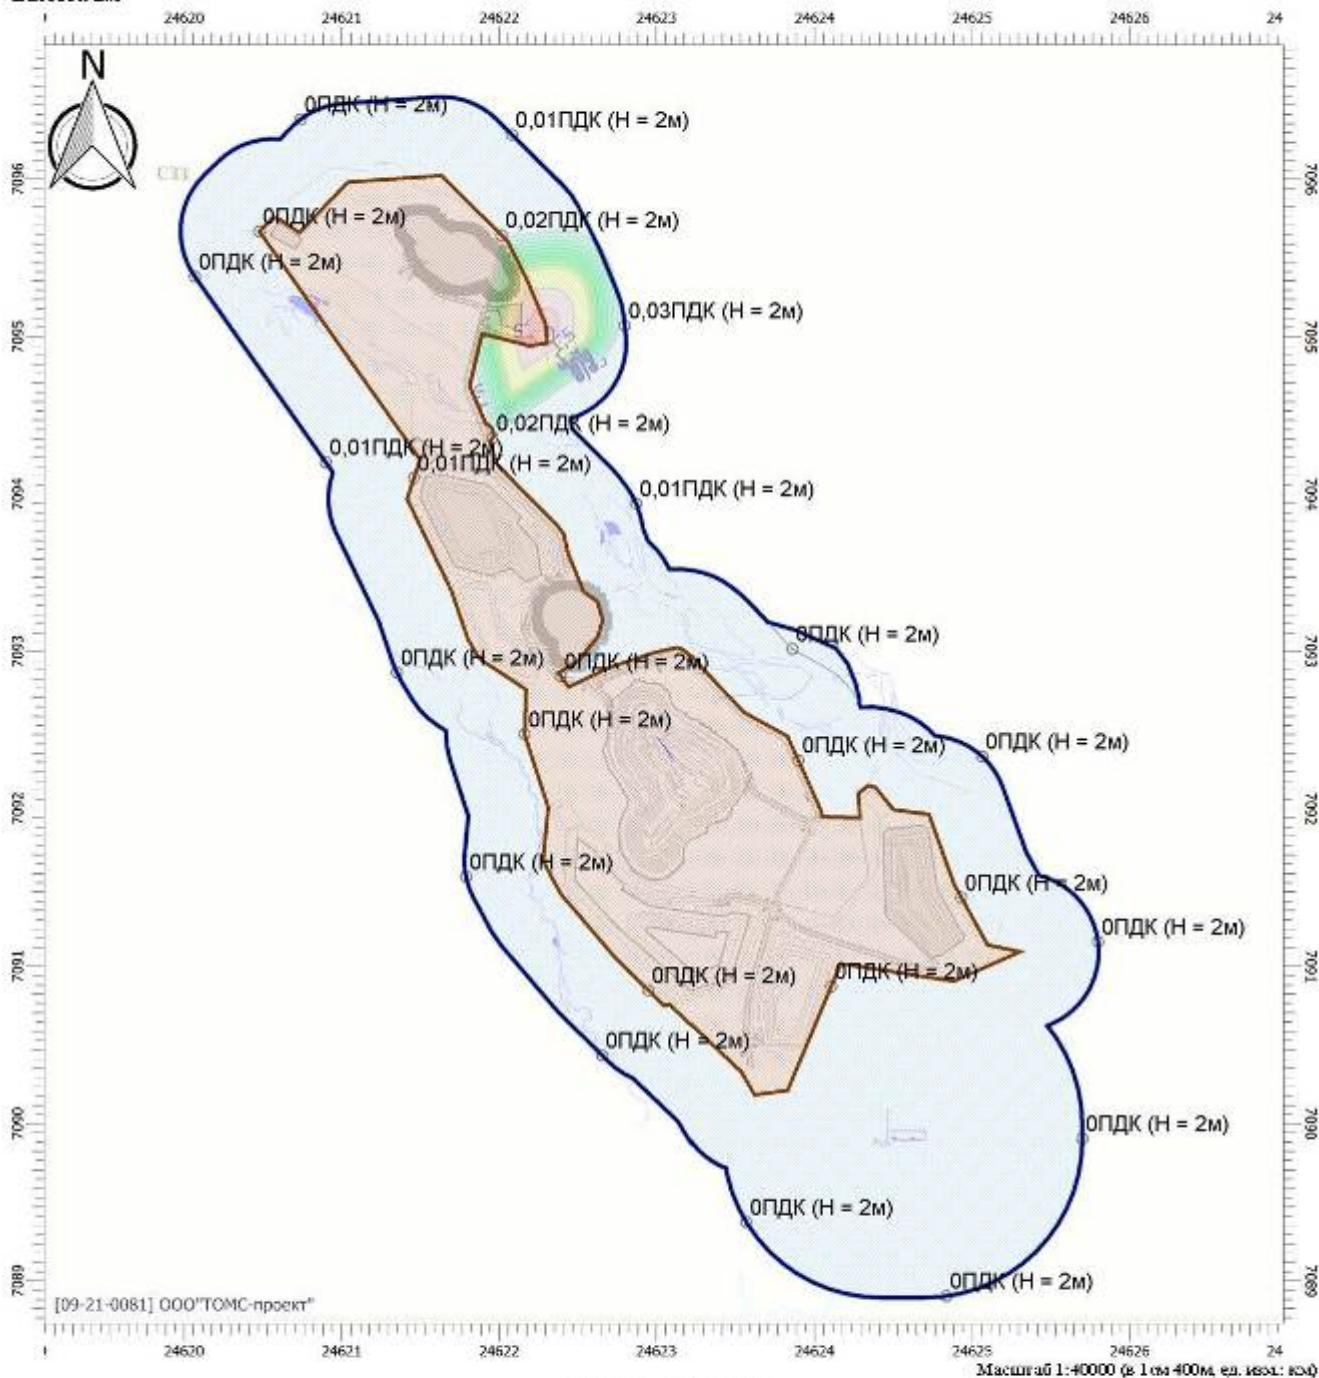 24620 24621 24622 24623 24624 24625 24626 24
N
0ПДК (Н = 2м)
0,01ПДК (Н = 2м)
СЗЗ
7096
7096
0ПДК (Н = 2м)
0,02ПДК (Н = 2м)
0ПДК (Н = 2м)
0,03ПДК (Н = 2м)
7095
7095
0,02ПДК (Н = 2м)
0,01ПДК (Н = 2м)
0,01ПДК (Н = 2м)
0,01ПДК (Н = 2м)
7094
7094
0ПДК (Н = 2м)
7093
7093
0ПДК (Н = 2м)
0ПДК (Н = 2м)
0ПДК (Н = 2м)
0ПДК (Н = 2м)
0ПДК (Н = 2м)
7092
7092
0ПДК (Н = 2м)
0ПДК (Н = 2м)
0ПДК (Н = 2м)
7091
7091
0ПДК (Н = 2м)
0ПДК (Н = 2м)
0ПДК (Н = 2м)
7090
7090
0ПДК (Н = 2м)
0ПДК (Н = 2м)
7089
7089
0ПДК (Н = 2м)
[09-21-0081] ООО"ТОМС-проект"
24620 24621 24622 24623 24624 24625 24626 24
Масштаб 1:40000 (в 1см 400м, ед. изм.: км)